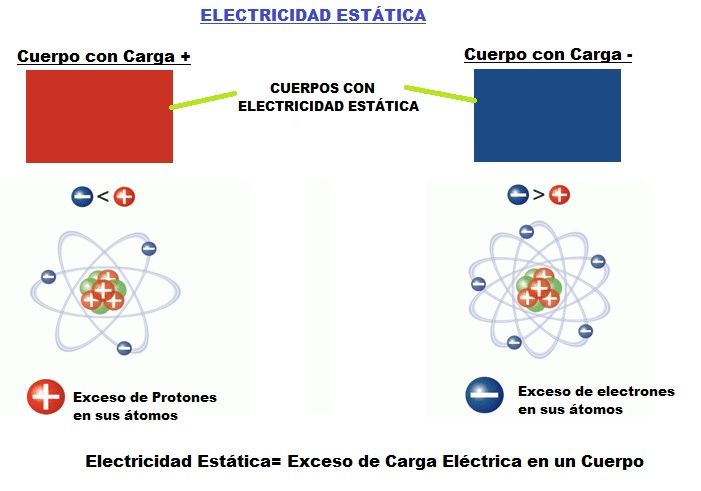 ELECTRICIDAD ESTÁTICA
Cuerpo con Carga +
Cuerpo con Carga -
CUERPOS CON
ELECTRICIDAD ESTÁTICA
- < +
- > +
Exceso de Protones
en sus átomos
Exceso de electrones
en sus átomos
Electricidad Estática= Exceso de Carga Eléctrica en un Cuerpo